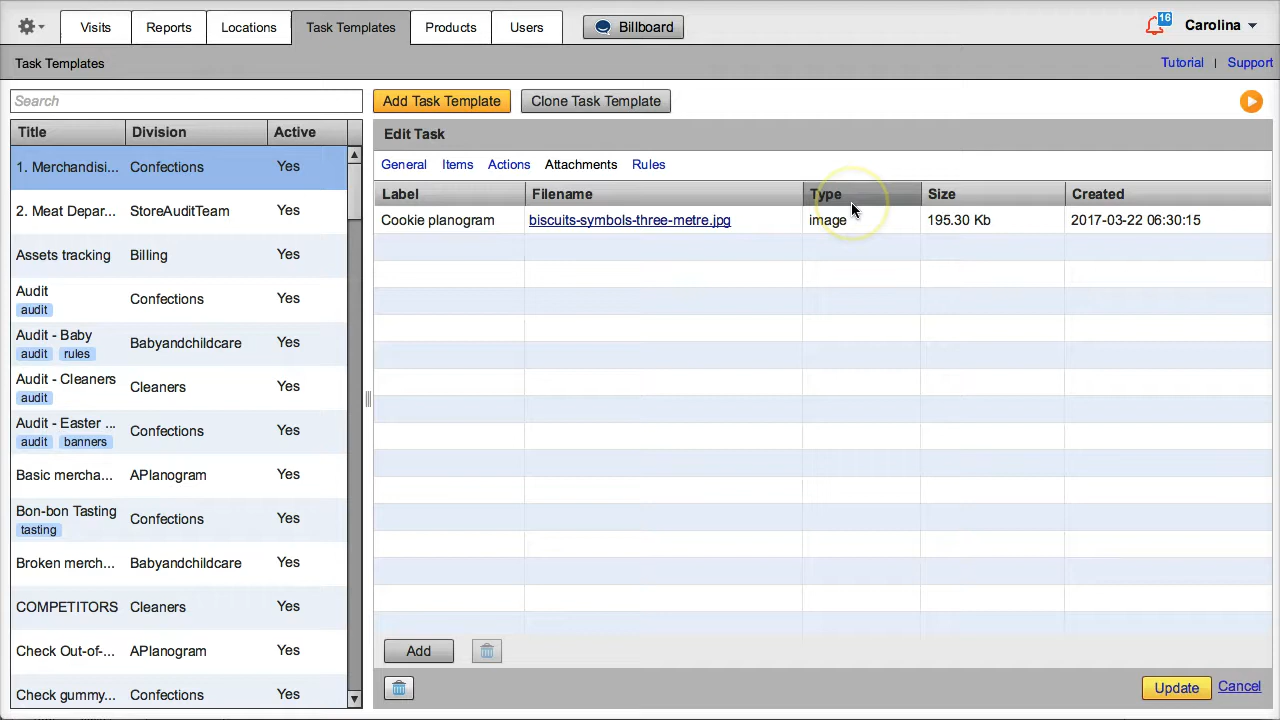 Visits Reports Locations Task Templates Products Users Billboard 16 Carolina
Task Templates Tutorial | Support
Search Add Task Template Clone Task Template
Title Division Active
1. Merchandisi... Confections Yes
2. Meat Depar... StoreAuditTeam Yes
Assets tracking Billing Yes
Audit Confections Yes
audit
Audit - Baby Babyandchildcare Yes
audit rules
Audit - Cleaners Cleaners Yes
audit
Audit - Easter ... Confections Yes
audit banners
Basic mercha... APlanogram Yes
Bon-bon Tasting Confections Yes
tasting
Broken merch... Babyandchildcare Yes
COMPETITORS Cleaners Yes
Check Out-of-... APlanogram Yes
Check gummy... Confections Yes
Edit Task
General Items Actions Attachments Rules
Label Filename Type Size Created
Cookie planogram biscuits-symbols-three-metre.jpg image 195.30 Kb 2017-03-22 06:30:15
Add
Update Cancel